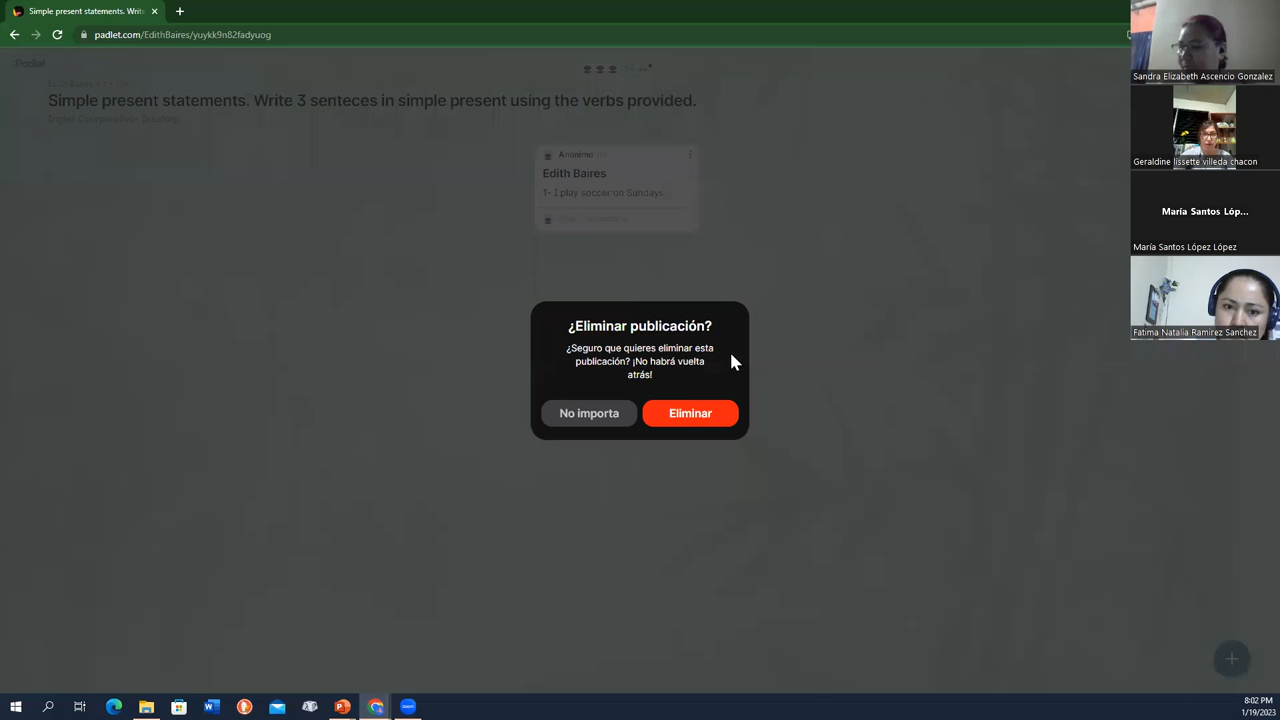 Simple present statements. Writ
padlet.com/EdithBaires/yuykk9n82fadyuog
Padlet
Simple present statements. Write 3 senteces in simple present using the verbs provided.
Anónimo 1m
Edith Baires
1- I play soccer on Sundays
¿Eliminar publicación?
¿Seguro que quieres eliminar esta
publicación? ¡No habrá vuelta
atrás!
No importa
Eliminar
Sandra Elizabeth Ascencio Gonzalez
Geraldine lissette villeda chacon
María Santos Lóp...
María Santos López López
Fatima Natalia Ramirez Sanchez
8:02 PM
1/19/2023